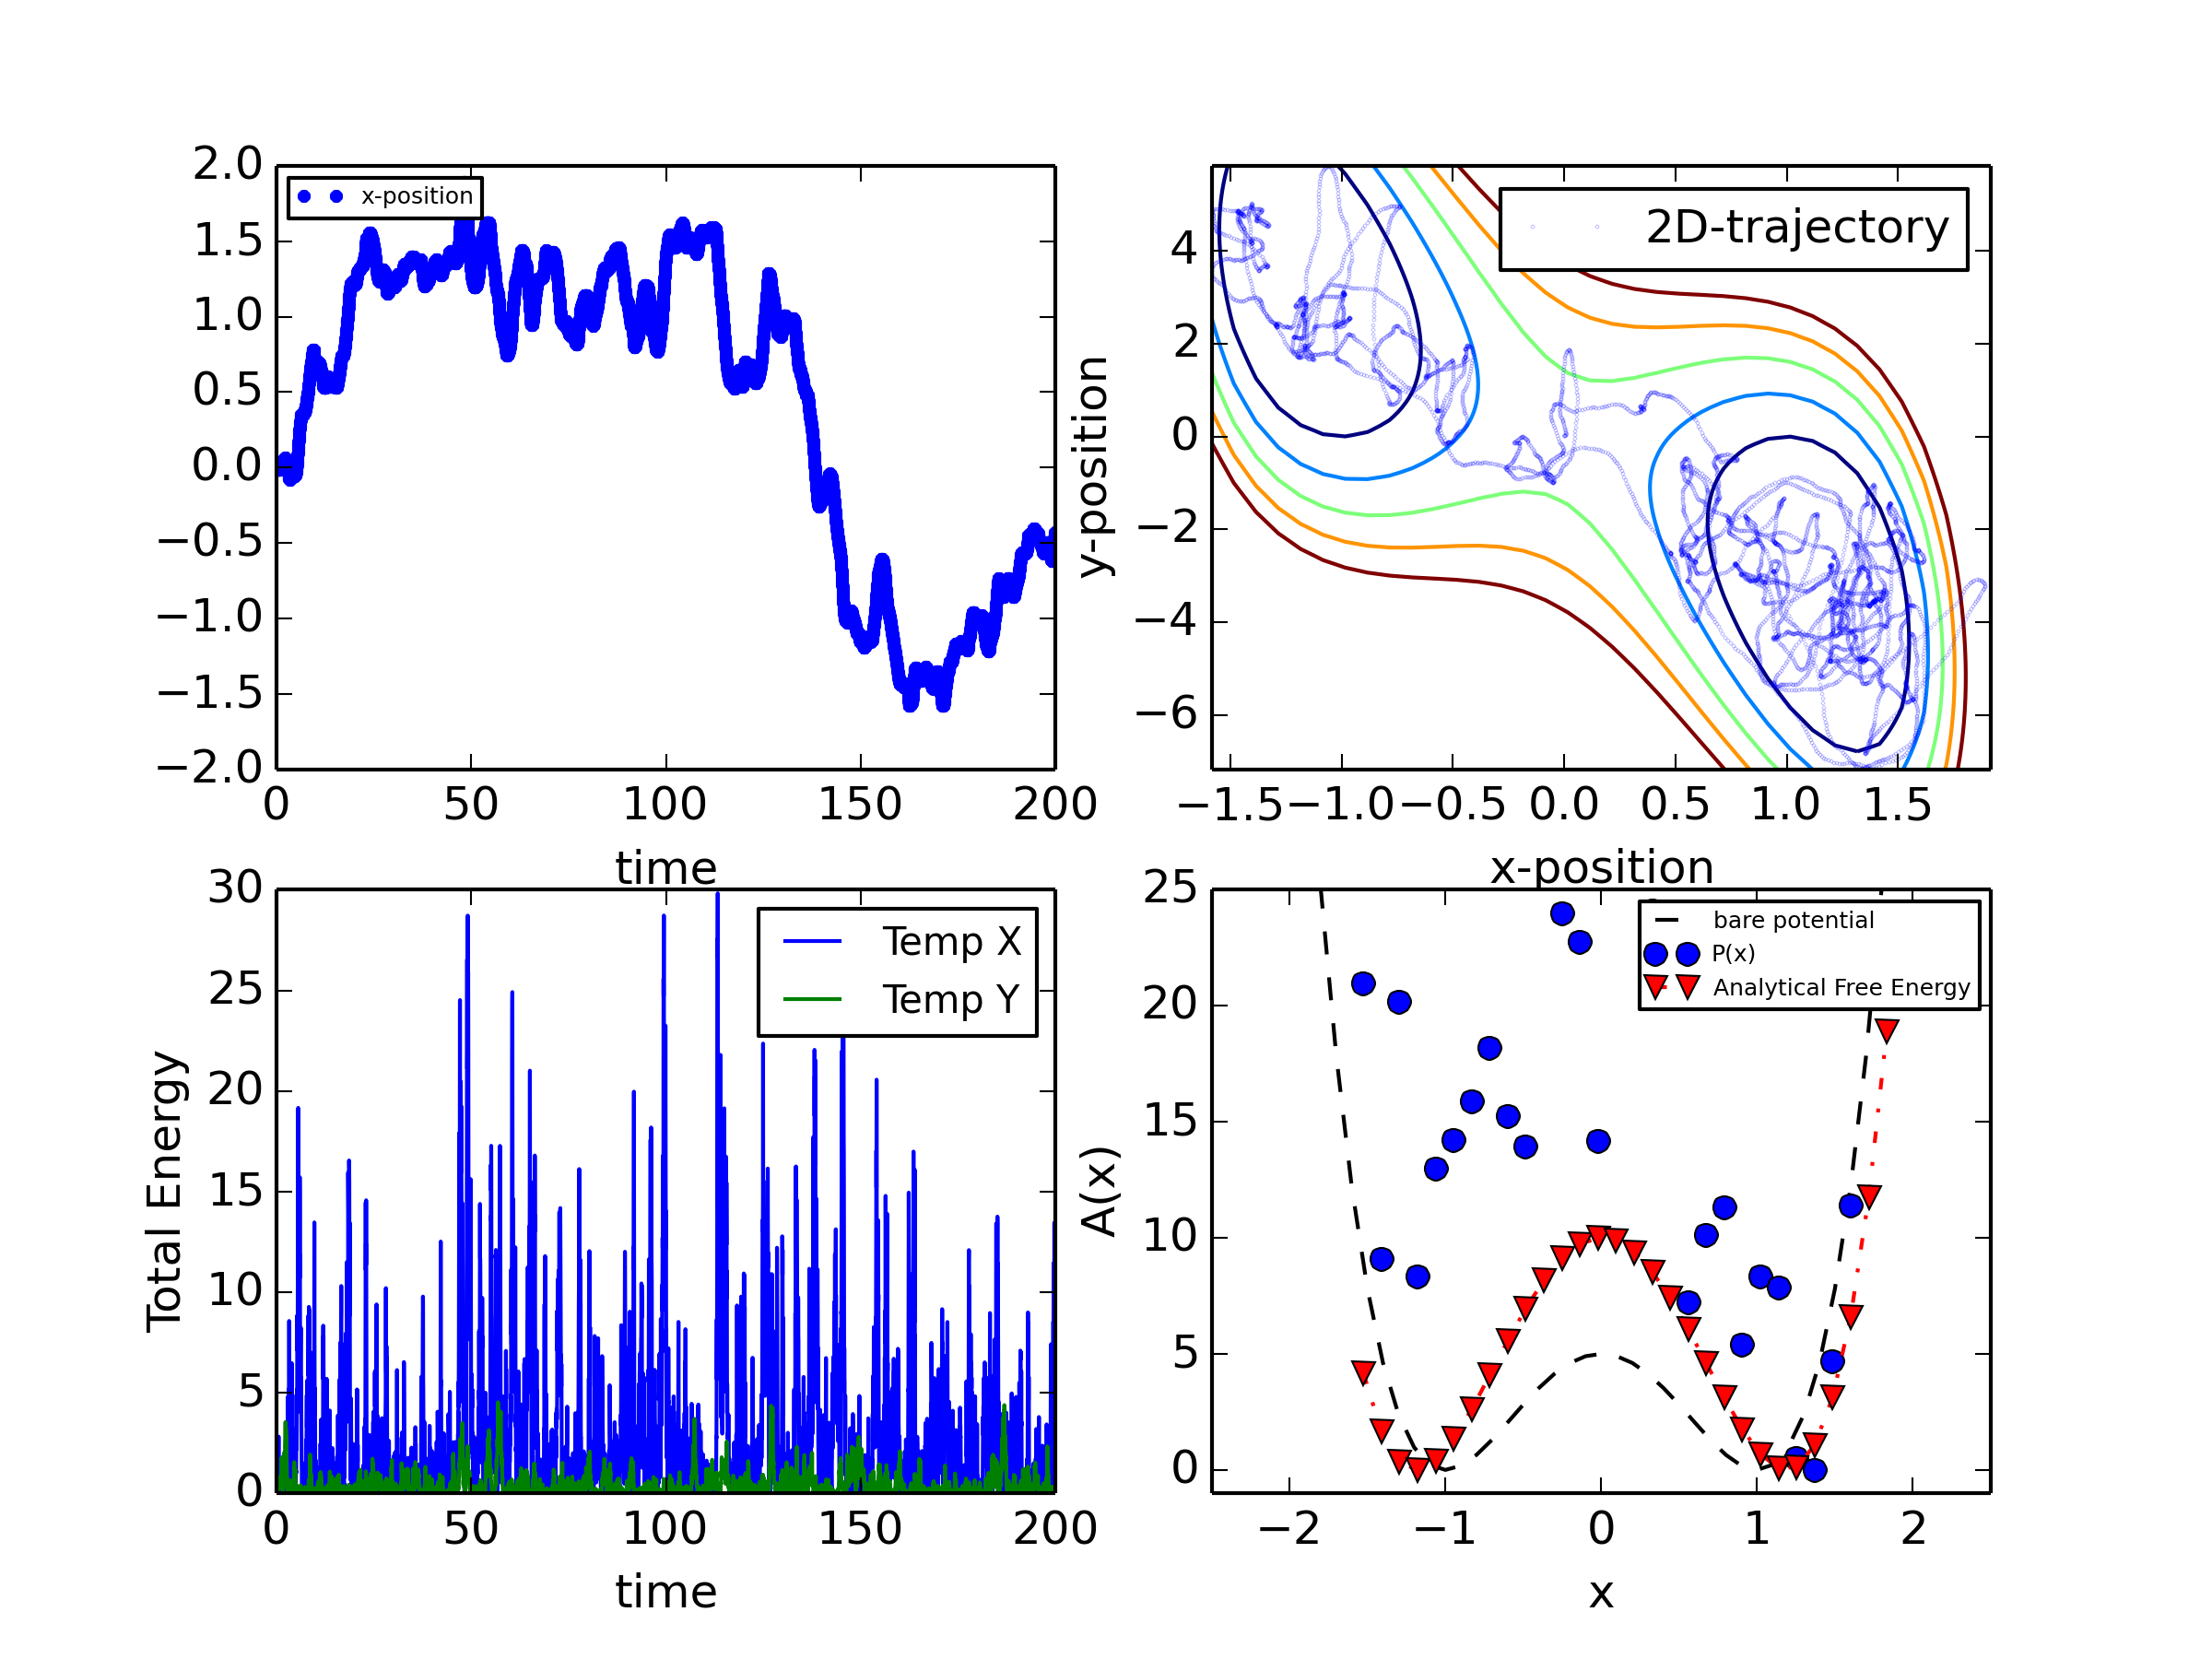 2.0
1.5
1.0
0.5
0.0
−0.5
−1.0
−1.5
−2.0
x-position
0 50 100 150 200
time
4
2
0
−2
−4
−6
y-position
2D-trajectory
−1.5 −1.0 −0.5 0.0 0.5 1.0 1.5
x-position
30
25
20
15
10
5
0
Total Energy
Temp X
Temp Y
0 50 100 150 200
time
25
20
15
10
5
0
A(x)
bare potential
P(x)
Analytical Free Energy
−2 −1 0 1 2
x